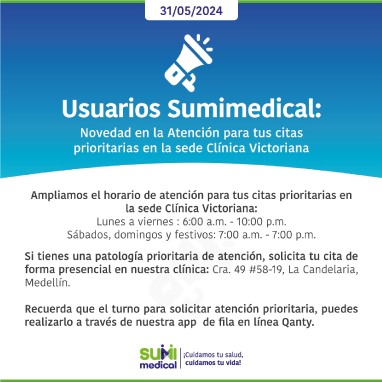 31/05/2024
Usuarios Sumimedical:
Novedad en la Atención para tus citas
prioritarias en la sede Clínica Victoriana
Ampliamos el horario de atención para tus citas prioritarias en
la sede Clínica Victoriana:
Lunes a viernes : 6:00 a.m. - 10:00 p.m.
Sábados, domingos y festivos: 7:00 a.m. - 7:00 p.m.
Si tienes una patología prioritaria de atención, solicita tu cita de
forma presencial en nuestra clínica: Cra. 49 #58-19, La Candelaria,
Medellín.
Recuerda que el turno para solicitar atención prioritaria, puedes
realizarlo a través de nuestra app de fila en línea Qanty.
SUMI
medical
¡Cuidamos tu salud,
cuidamos tu vida!